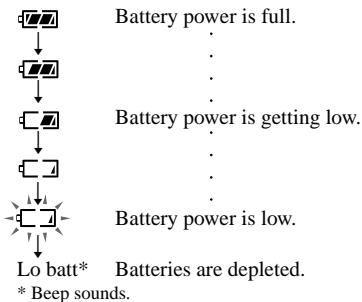 Battery power is full.
Battery power is getting low.
Battery power is low.
Lo batt* Batteries are depleted.
* Beep sounds.